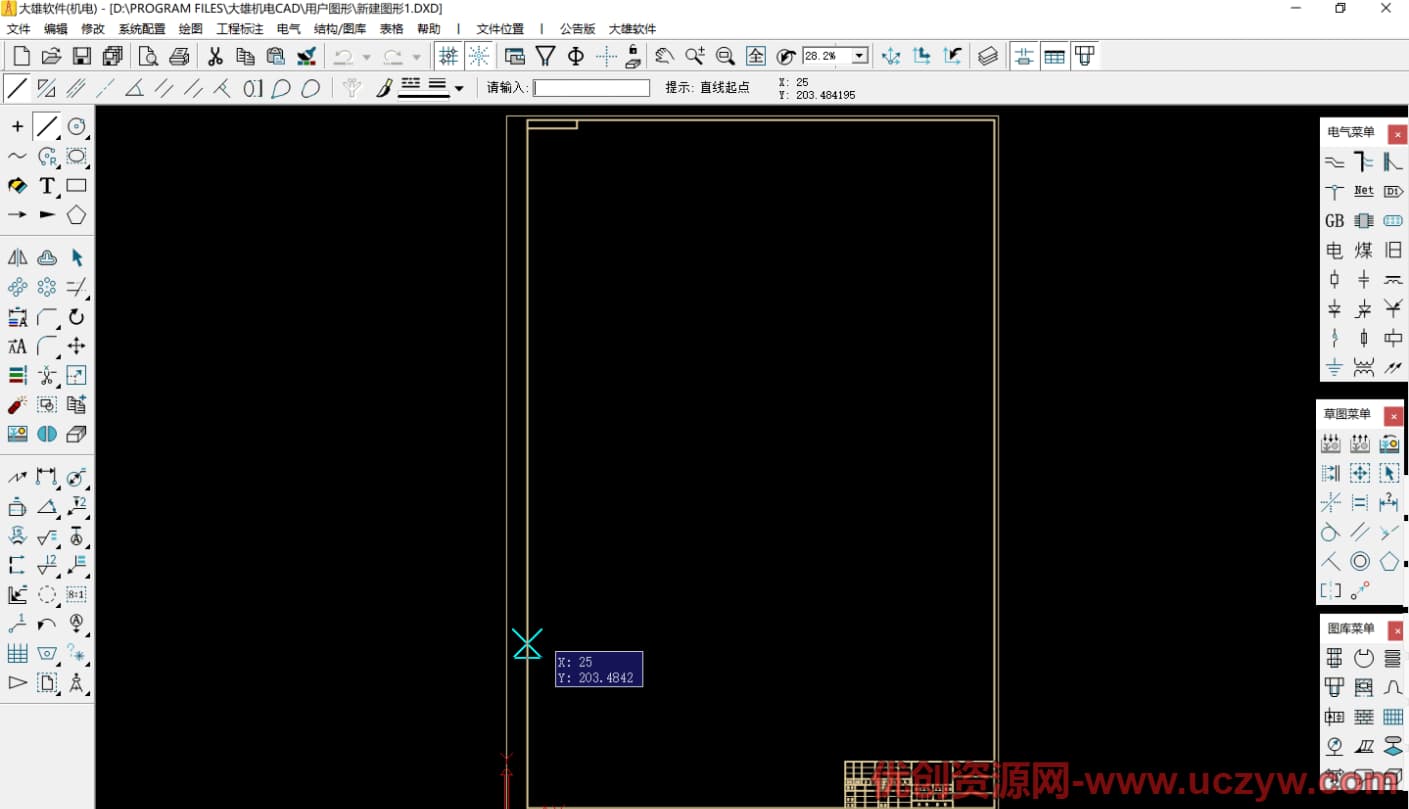 大雄软件(机电) - [D:\PROGRAM FILES\大雄机电CAD\用户图形\新建图形1.DXD]
文件 编辑 修改 系统配置 绘图 工程标注 电气 结构/图库 表格 帮助 | 文件位置 | 公告版 大雄软件
全 28.2%
请输入: 提示: 直线起点 X: 25
Y: 203.484195
电气菜单
Net D1
GB
电 煤 旧
草图菜单
图库菜单
X: 25
Y: 203.4842
优创资源网-www.uczyw.com